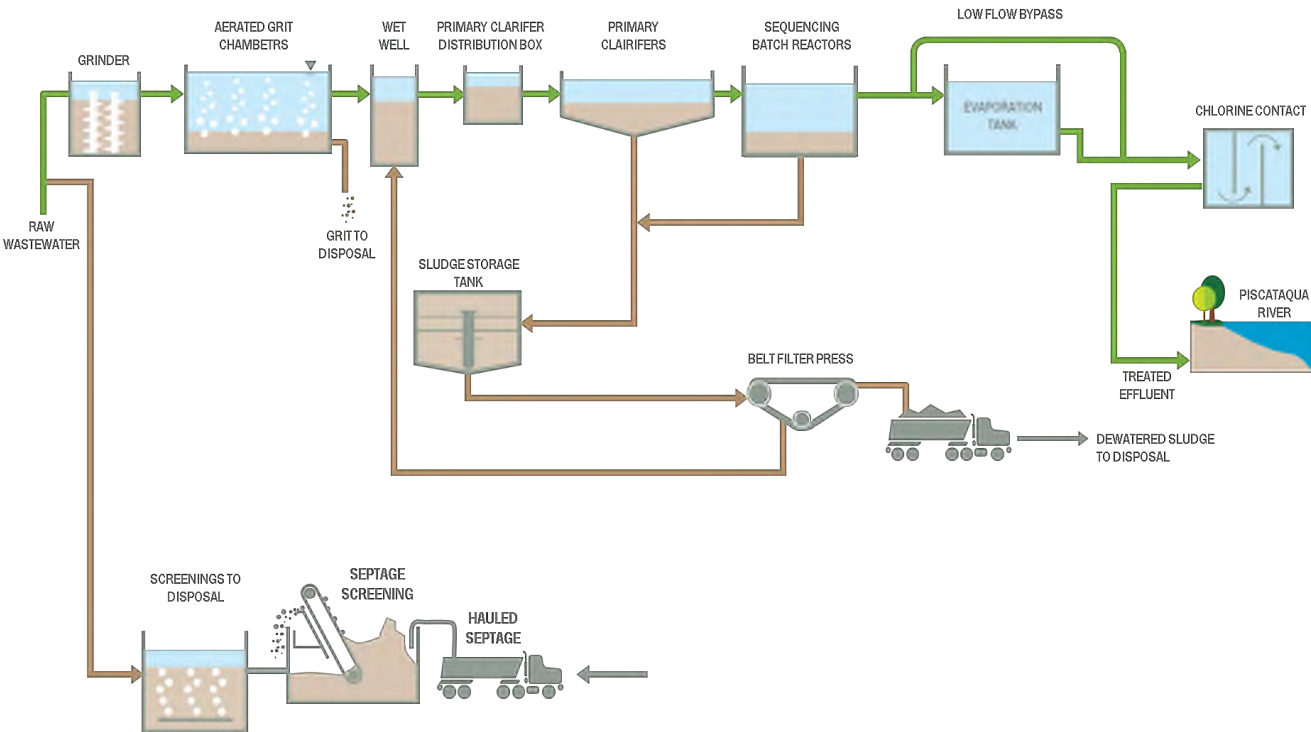 LOW FLOW BYPASS
AERATED GRIT
CHAMBETRS
WET
WELL
PRIMARY CLARIFER
DISTRIBUTION BOX
PRIMARY
CLAIRIFERS
SEQUENCING
BATCH REACTORS
GRINDER
EVAPORATION
TANK
CHLORINE CONTACT
RAW
WASTEWATER
GRIT TO
DISPOSAL
SLUDGE STORAGE
TANK
PISCATAQUA
RIVER
BELT FILTER PRESS
TREATED
EFFLUENT
DEWATERED SLUDGE
TO DISPOSAL
SCREENINGS TO
DISPOSAL
SEPTAGE
SCREENING
HAULED
SEPTAGE